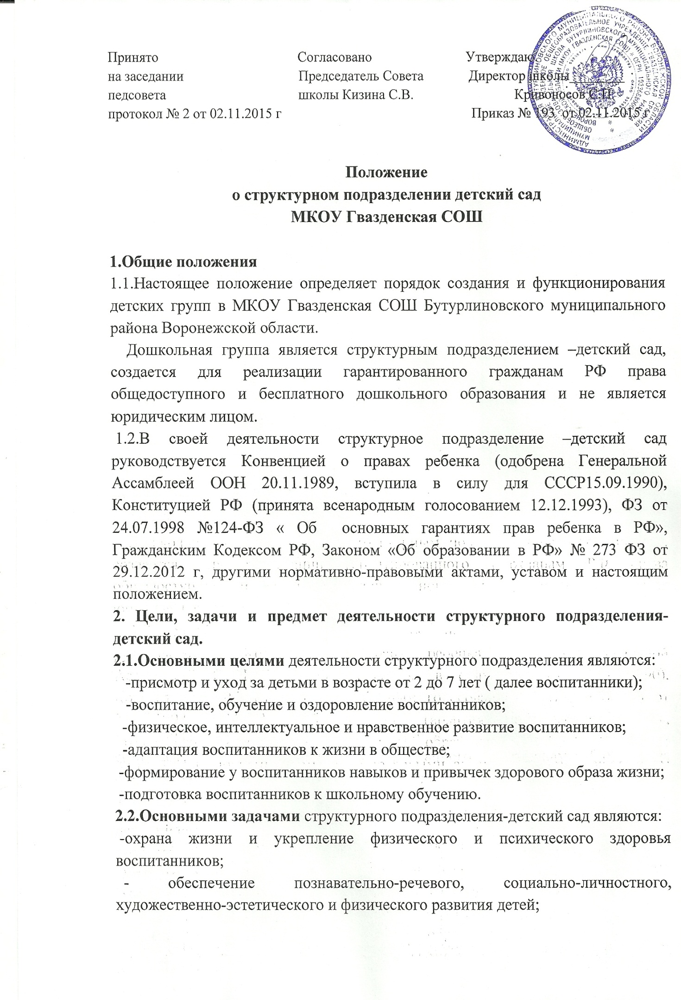 Принято Согласовано Утверждаю
на заседании Председатель Совета Директор школы
педсовета школы Кизина С.В. Кривоносов С.П.
протокол № 2 от 02.11.2015 г Приказ № 193 от 02.11.2015 г
Положение
о структурном подразделении детский сад
МКОУ Гвазденская СОШ
1.Общие положения
1.1.Настоящее положение определяет порядок создания и функционирования
детских групп в МКОУ Гвазденская СОШ Бутурлиновского муниципального
района Воронежской области.
Дошкольная группа является структурным подразделением –детский сад,
создается для реализации гарантированного гражданам РФ права
общедоступного и бесплатного дошкольного образования и не является
юридическим лицом.
1.2.В своей деятельности структурное подразделение –детский сад
руководствуется Конвенцией о правах ребенка (одобрена Генеральной
Ассамблеей ООН 20.11.1989, вступила в силу для СССР15.09.1990),
Конституцией РФ (принята всенародным голосованием 12.12.1993), ФЗ от
24.07.1998 №124-ФЗ « Об основных гарантиях прав ребенка в РФ»,
Гражданским Кодексом РФ, Законом «Об образовании в РФ» № 273 ФЗ от
29.12.2012 г, другими нормативно-правовыми актами, уставом и настоящим
положением.
2. Цели, задачи и предмет деятельности структурного подразделения-
детский сад.
2.1.Основными целями деятельности структурного подразделения являются:
-присмотр и уход за детьми в возрасте от 2 до 7 лет ( далее воспитанники);
-воспитание, обучение и оздоровление воспитанников;
-физическое, интеллектуальное и нравственное развитие воспитанников;
-адаптация воспитанников к жизни в обществе;
-формирование у воспитанников навыков и привычек здорового образа жизни;
-подготовка воспитанников к школьному обучению.
2.2.Основными задачами структурного подразделения-детский сад являются:
-охрана жизни и укрепление физического и психического здоровья
воспитанников;
- обеспечение познавательно-речевого, социально-личностного,
художественно-эстетического и физического развития детей;